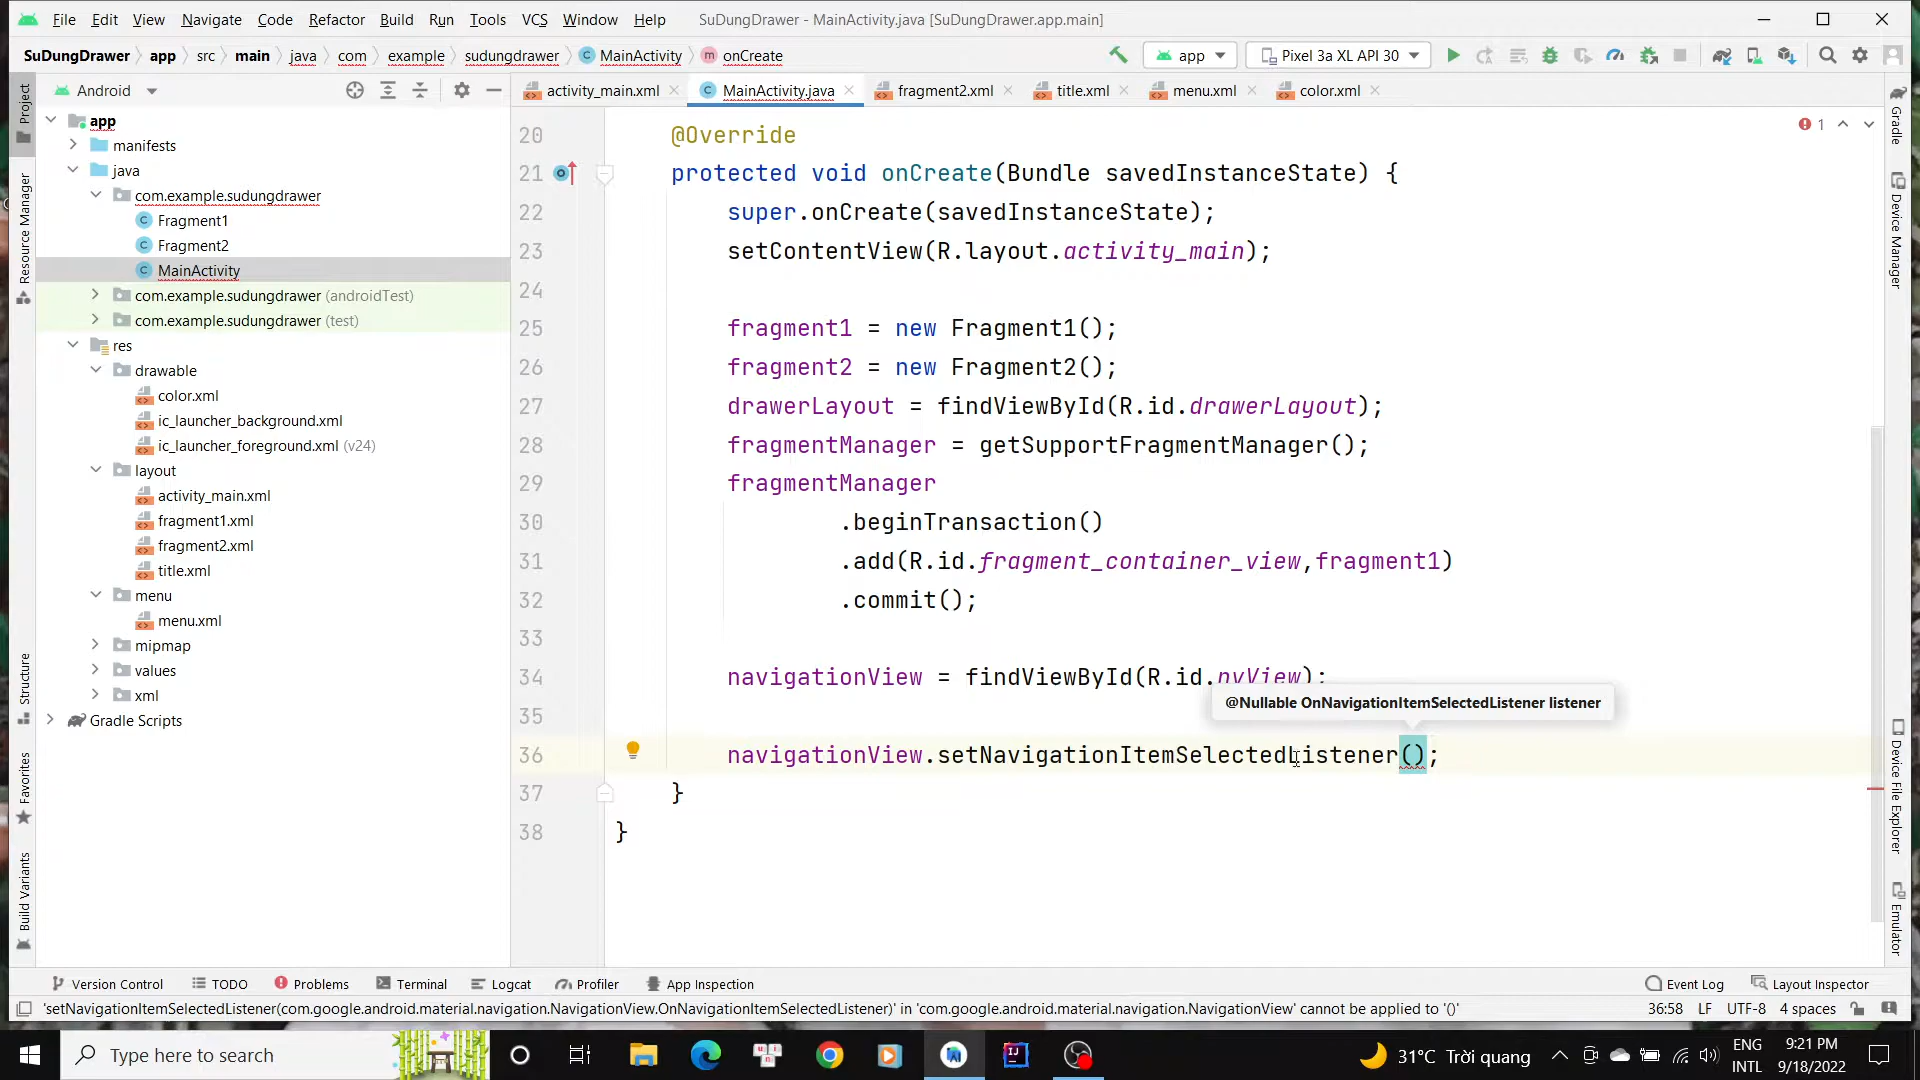 File Edit View Navigate Code Refactor Build Run Tools VCS Window Help SuDungDrawer - MainActivity.java [SuDungDrawer.app.main]
SuDungDrawer app src main java com example sudungdrawer MainActivity onCreate app Pixel 3a XL API 30
Android
activity_main.xml MainActivity.java fragment2.xml title.xml menu.xml color.xml
app
manifests
java
com.example.sudungdrawer
Fragment1
Fragment2
MainActivity
com.example.sudungdrawer (androidTest)
com.example.sudungdrawer (test)
res
drawable
color.xml
ic_launcher_background.xml
ic_launcher_foreground.xml (v24)
layout
activity_main.xml
fragment1.xml
fragment2.xml
title.xml
menu
menu.xml
mipmap
values
xml
Gradle Scripts
Project
Resource Manager
Structure
Favorites
Build Variants
1
20 @Override
21 protected void onCreate(Bundle savedInstanceState) {
22 super.onCreate(savedInstanceState);
23 setContentView(R.layout.activity_main);
24
25 fragment1 = new Fragment1();
26 fragment2 = new Fragment2();
27 drawerLayout = findViewById(R.id.drawerLayout);
28 fragmentManager = getSupportFragmentManager();
29 fragmentManager
30 .beginTransaction()
31 .add(R.id.fragment_container_view,fragment1)
32 .commit();
33
34 navigationView = findViewById(R.id.nvView);
35
@Nullable OnNavigationItemSelectedListener listener
36 navigationView.setNavigationItemSelectedListener();
37 }
38 }
Gradle
Device Manager
Device File Explorer
Emulator
Version Control TODO Problems Terminal Logcat Profiler App Inspection Event Log Layout Inspector
'setNavigationItemSelectedListener(com.google.android.material.navigation.NavigationView.OnNavigationItemSelectedListener)' in 'com.google.android.material.navigation.NavigationView' cannot be applied to '()' 36:58 LF UTF-8 4 spaces
Type here to search
31°C Trời quang
ENG
INTL
9:21 PM
9/18/2022